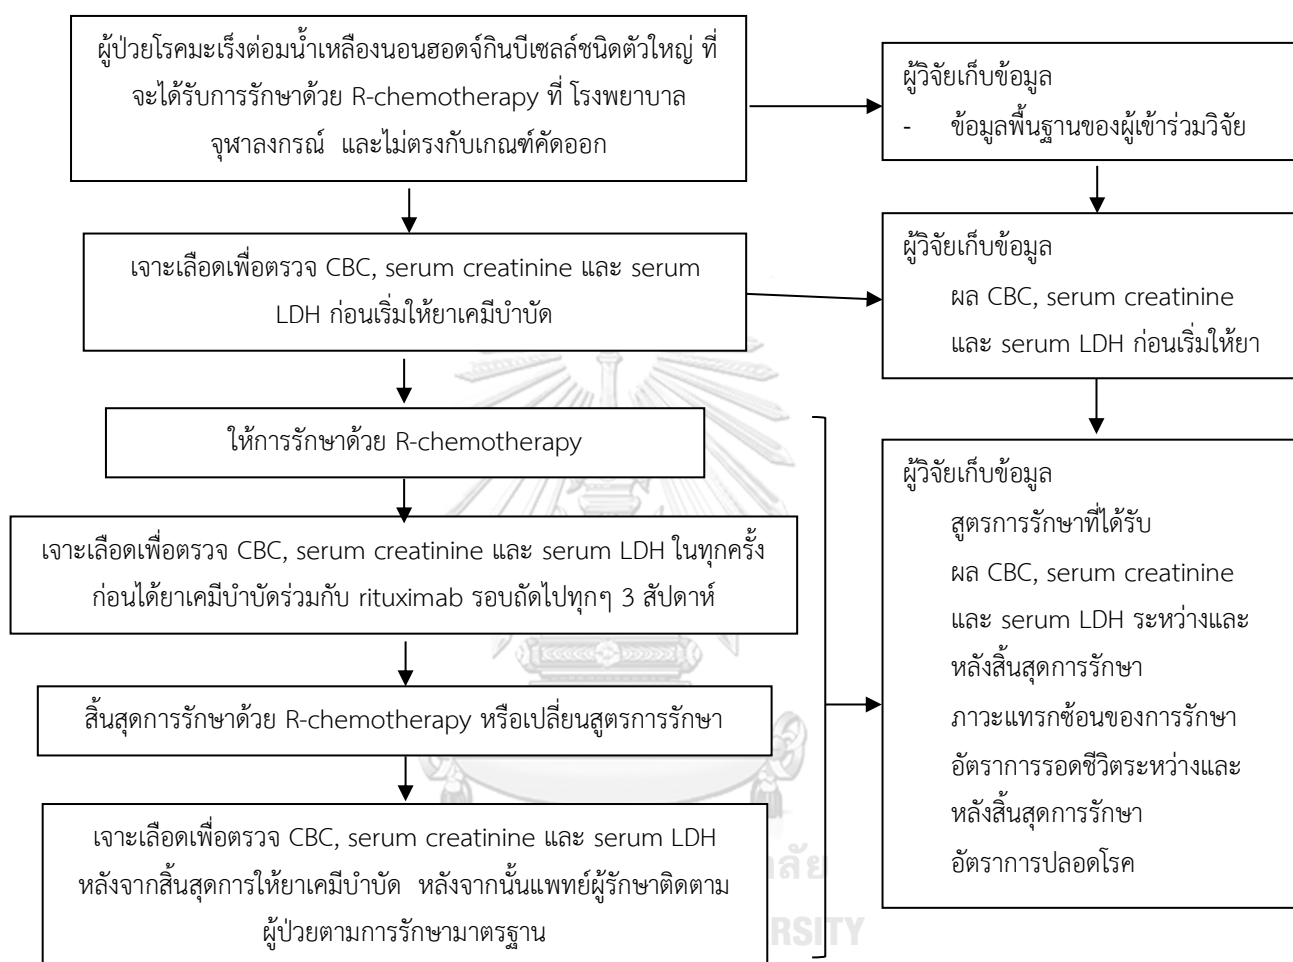 ผู้ป่วยโรคมะเร็งต่อมน้ำเหลืองนอนฮอดจ์กินบีเซลล์ชนิดตัวใหญ่ ที่
จะได้รับการรักษาด้วย R-chemotherapy ที่ โรงพยาบาล
จุฬาลงกรณ์ และไม่ตรงกับเกณฑ์คัดออก
ผู้วิจัยเก็บข้อมูล
- ข้อมูลพื้นฐานของผู้เข้าร่วมวิจัย
เจาะเลือดเพื่อตรวจ CBC, serum creatinine และ serum
LDH ก่อนเริ่มให้ยาเคมีบำบัด
ผู้วิจัยเก็บข้อมูล
ผล CBC, serum creatinine
และ serum LDH ก่อนเริ่มให้ยา
ให้การรักษาด้วย R-chemotherapy
เจาะเลือดเพื่อตรวจ CBC, serum creatinine และ serum LDH ในทุกครั้ง
ก่อนได้ยาเคมีบำบัดร่วมกับ rituximab รอบถัดไปทุกๆ 3 สัปดาห์
สิ้นสุดการรักษาด้วย R-chemotherapy หรือเปลี่ยนสูตรการรักษา
เจาะเลือดเพื่อตรวจ CBC, serum creatinine และ serum LDH
หลังจากสิ้นสุดการให้ยาเคมีบำบัด หลังจากนั้นแพทย์ผู้รักษาติดตาม
ผู้ป่วยตามการรักษามาตรฐาน
ผู้วิจัยเก็บข้อมูล
สูตรการรักษาที่ได้รับ
ผล CBC, serum creatinine
และ serum LDH ระหว่างและ
หลังสิ้นสุดการรักษา
ภาวะแทรกซ้อนของการรักษา
อัตราการรอดชีวิตระหว่างและ
หลังสิ้นสุดการรักษา
อัตราการปลอดโรค
ลัย
RSITY